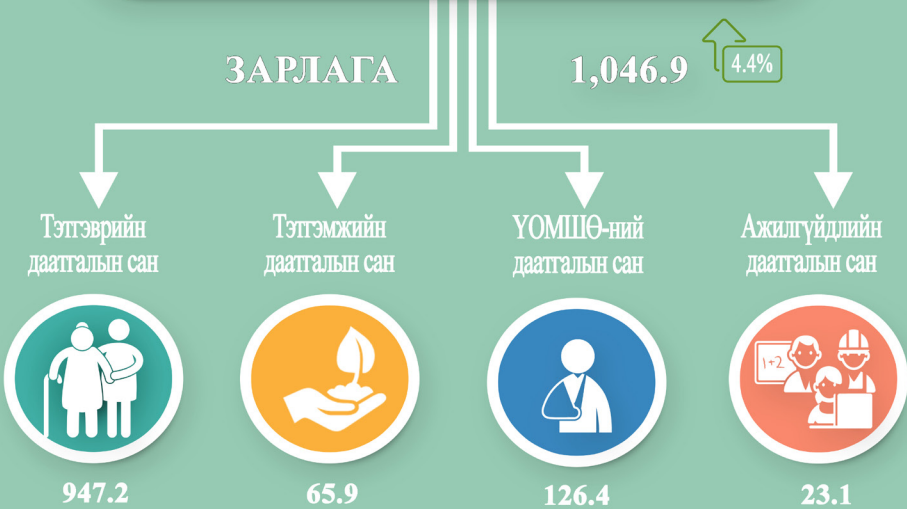 ЗАРЛАГА 1,046.9 4.4%
Тэтгэврийн
даатгалын сан
Тэтгэмжийн
даатгалын сан
ҮОМШӨ-ний
даатгалын сан
Ажилгүйдлийн
даатгалын сан
1+2
947.2
65.9
126.4
23.1